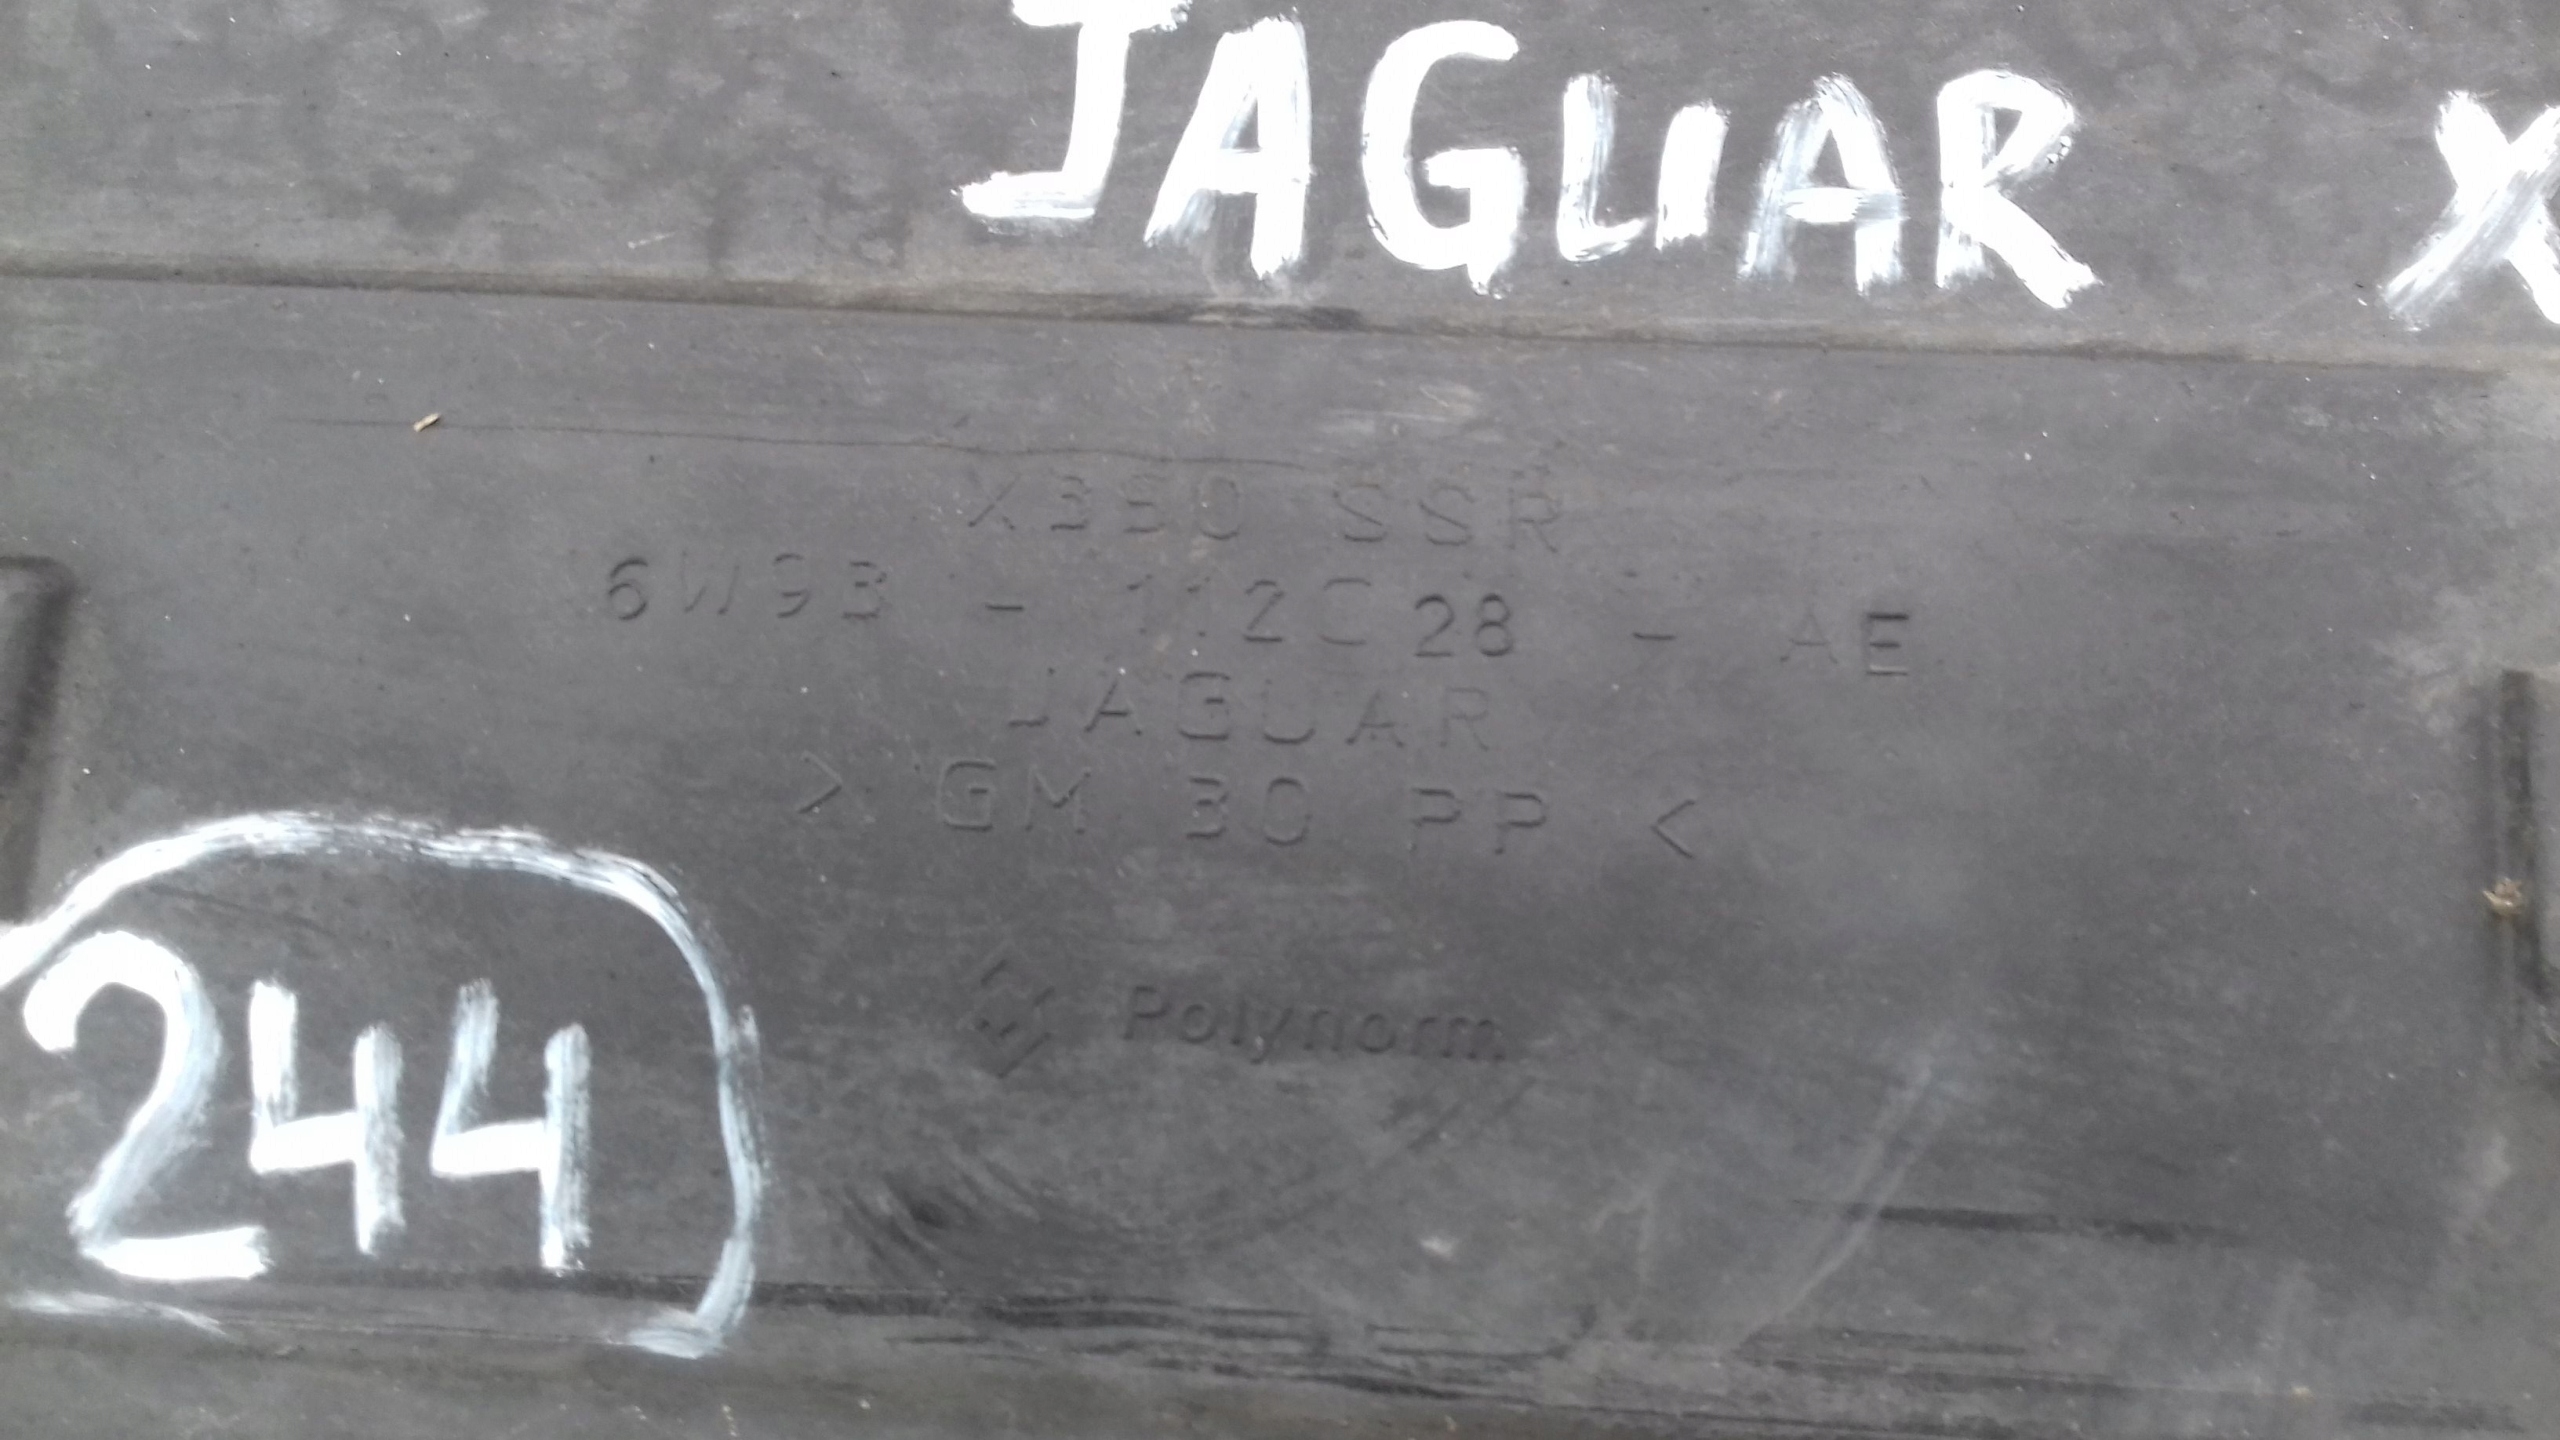 JAGUAR X
X350 SSR
6W93 - 112C28 - AE
JAGUAR
> GM 30 PP <
Polynorm
244